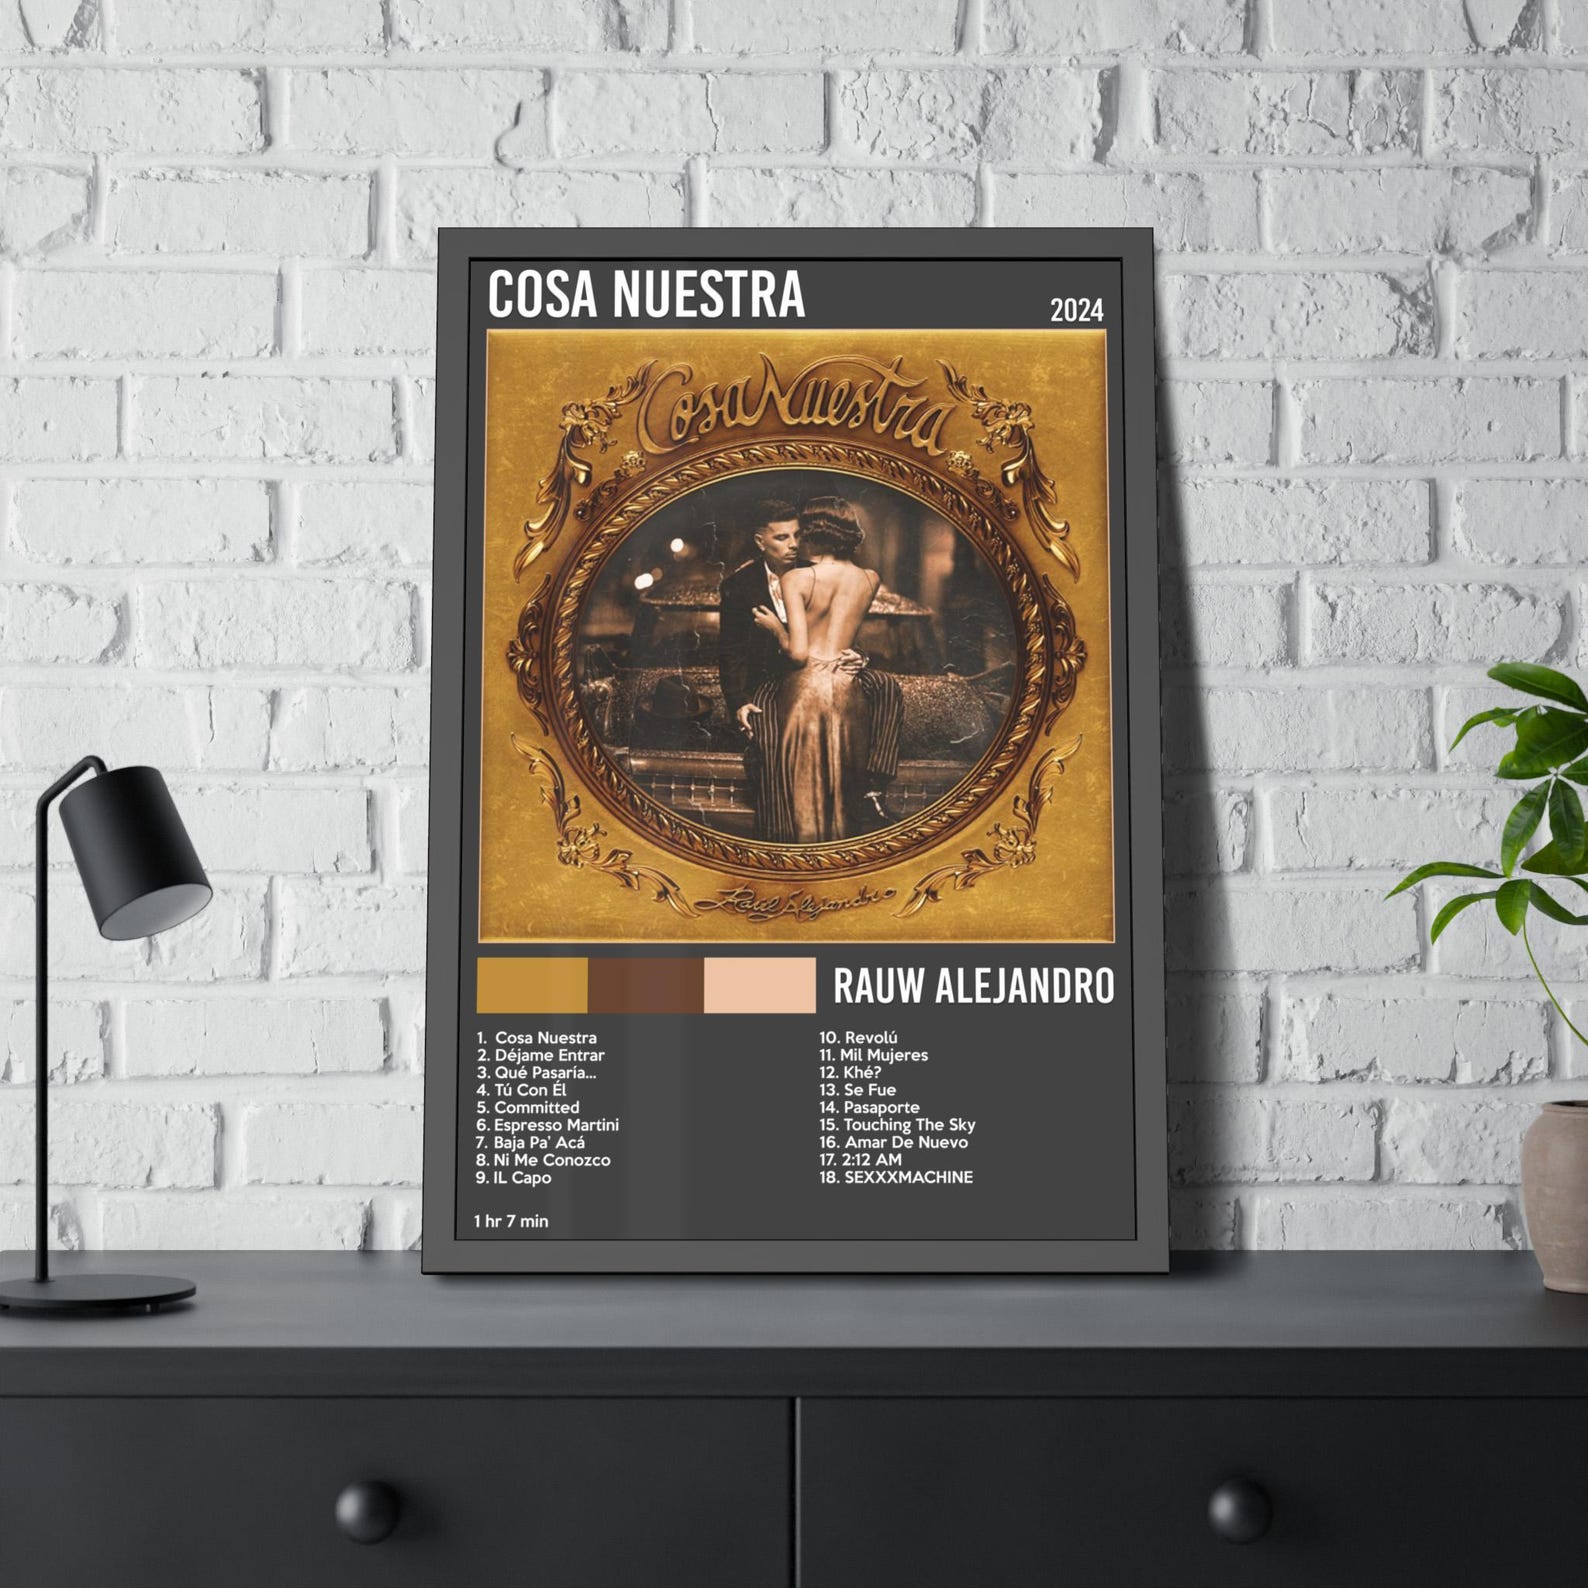 COSA NUESTRA
2024
Cosa Nuestra
Raúl Alejandro
RAUW ALEJANDRO
1. Cosa Nuestra
2. Déjame Entrar
3. Qué Pasaría...
4. Tú Con Él
5. Committed
6. Espresso Martini
7. Baja Pa' Acá
8. Ni Me Conozco
9. IL Capo
10. Revolú
11. Mil Mujeres
12. Khé?
13. Se Fue
14. Pasaporte
15. Touching The Sky
16. Amar De Nuevo
17. 2:12 AM
18. SEXXXMACHINE
1 hr 7 min